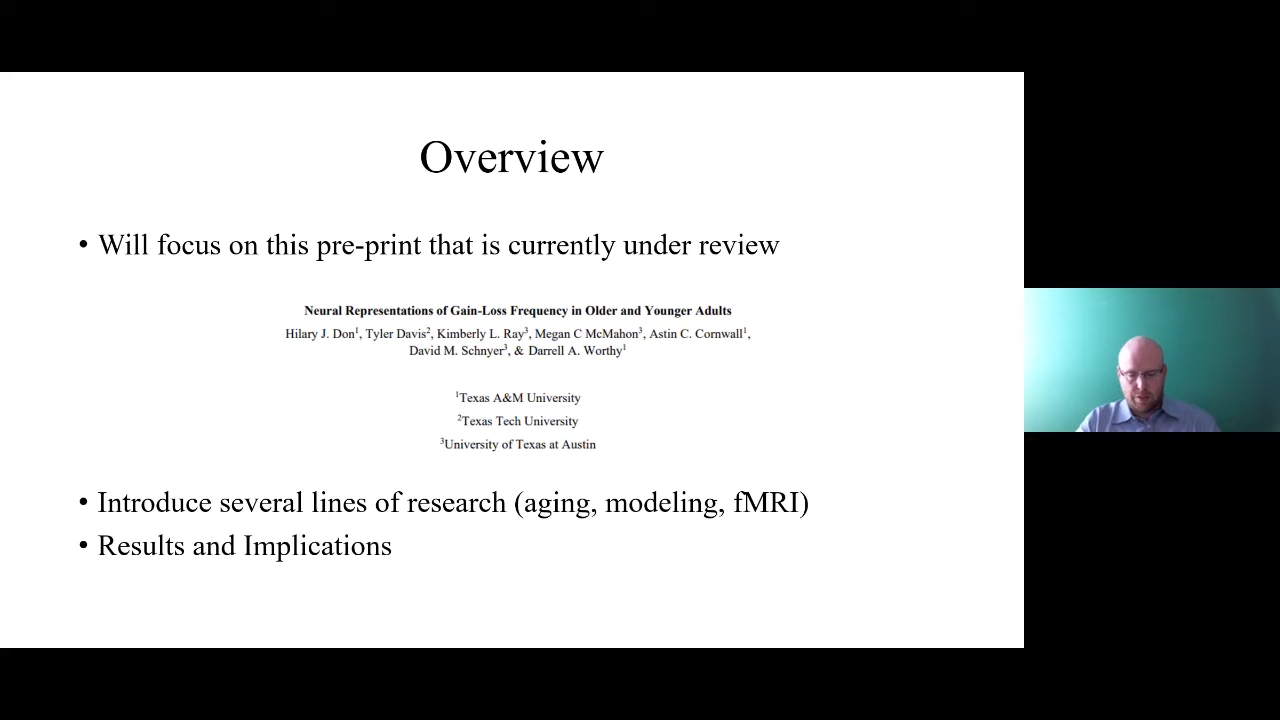 Overview
• Will focus on this pre-print that is currently under review
Neural Representations of Gain-Loss Frequency in Older and Younger Adults
Hilary J. Don¹, Tyler Davis², Kimberly L. Ray³, Megan C McMahon³, Astin C. Cornwall¹,
David M. Schnyer³, & Darrell A. Worthy¹
¹Texas A&M University
²Texas Tech University
³University of Texas at Austin
• Introduce several lines of research (aging, modeling, fMRI)
• Results and Implications